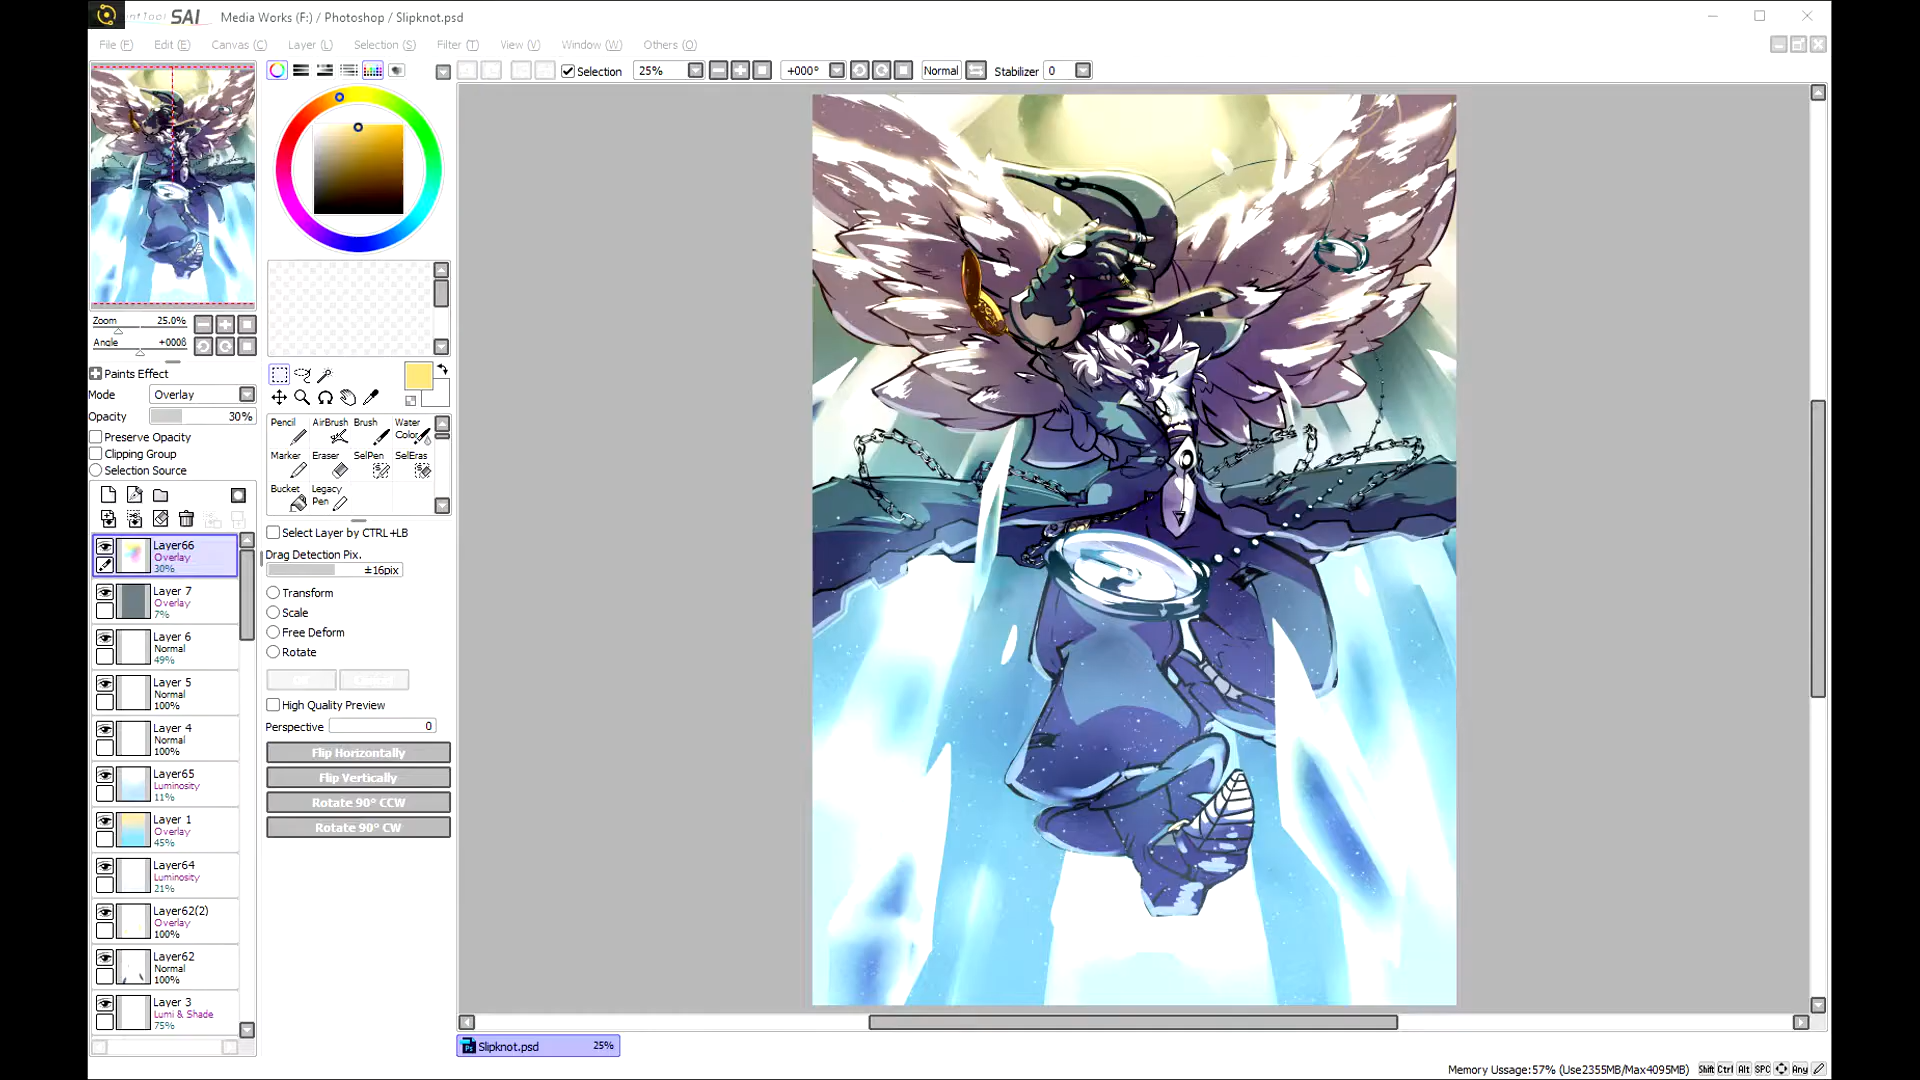 SAI Media Works (F:) / Photoshop / Slipknot.psd
File (F) Edit (E) Canvas (C) Layer (L) Selection (S) Filter (T) View (V) Window (W) Others (O)
Selection 25% +000° Normal Stabilizer 0
Zoom 25.0%
Angle +000ß
Paints Effect
Mode Overlay
Opacity 30%
Preserve Opacity
Clipping Group
Selection Source
Layer66
Overlay
30%
Layer 7
Overlay
7%
Layer 6
Normal
49%
Layer 5
Normal
100%
Layer 4
Normal
100%
Layer65
Luminosity
11%
Layer 1
Overlay
45%
Layer64
Luminosity
21%
Layer62(2)
Overlay
100%
Layer62
Normal
100%
Layer 3
Lumi & Shade
75%
Pencil AirBrush Brush Water Color
Marker Eraser SelPen SelEras
Bucket Legacy Pen
Select Layer by CTRL+LB
Drag Detection Pix.
±16pix
Transform
Scale
Free Deform
Rotate
High Quality Preview
Perspective 0
Flip Horizontally
Flip Vertically
Rotate 90° CCW
Rotate 90° CW
Slipknot.psd 25%
Memory Ussage:57% (Use2355MB/Max4095MB) Shift Ctrl Alt SPC Any